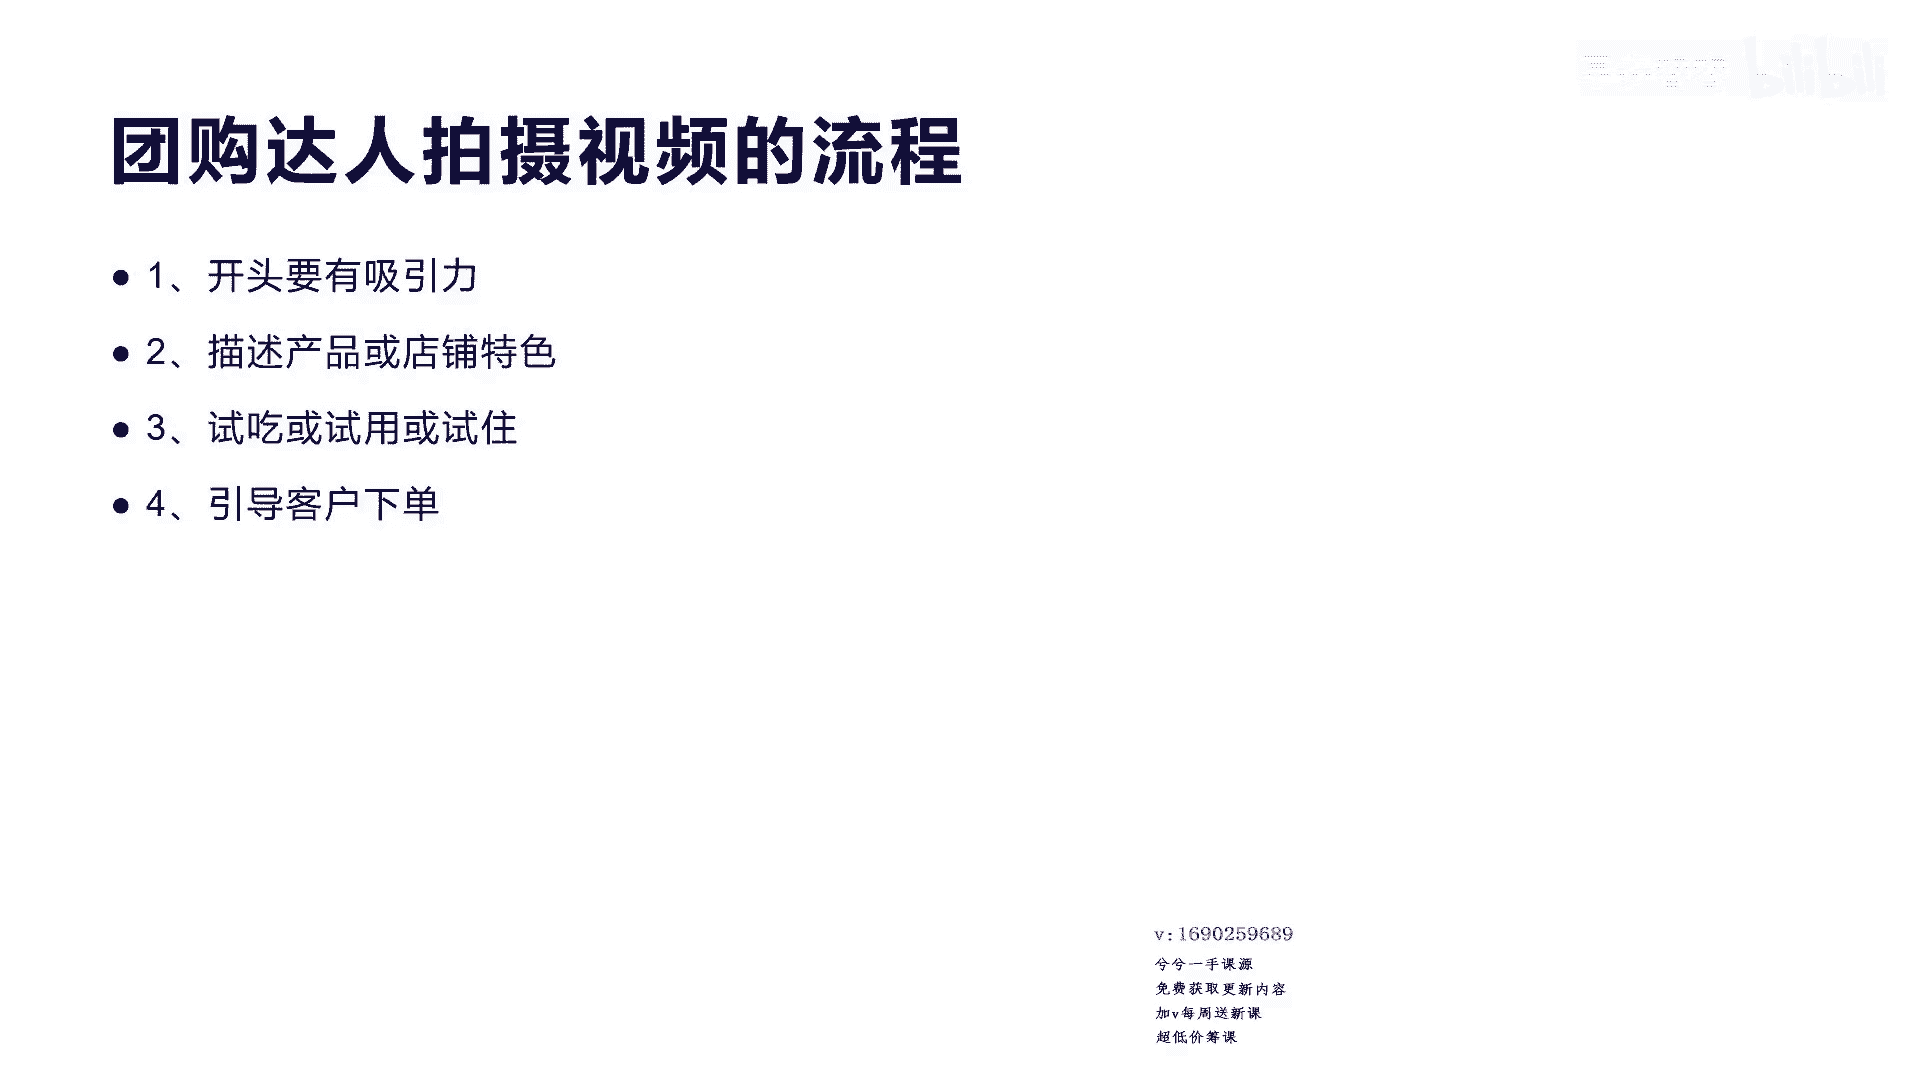 bilibili
团购达人拍摄视频的流程
● 1、开头要有吸引力
● 2、描述产品或店铺特色
● 3、试吃或试用或试住
● 4、引导客户下单
v:1690259689
兮兮一手课源
免费获取更新内容
加v每周送新课
超低价筹课